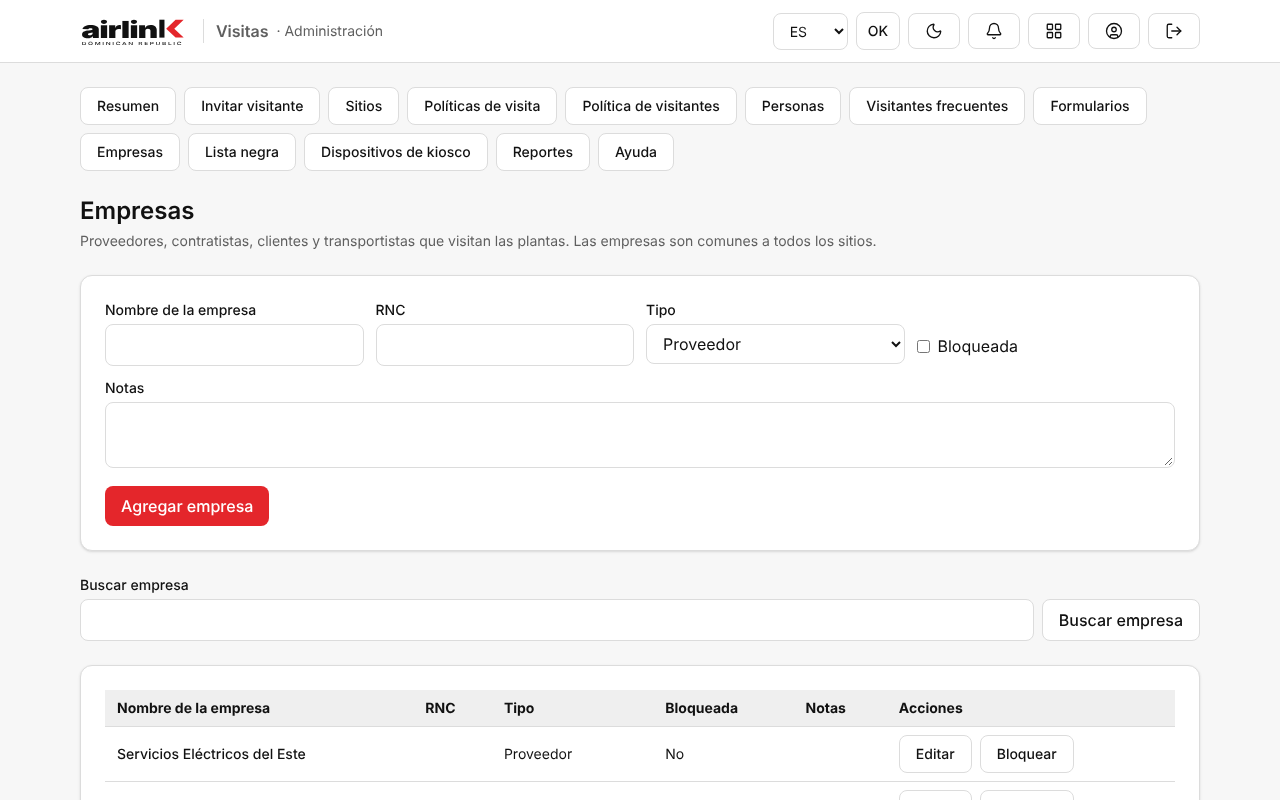 airlink
DOMINICAN REPUBLIC
Visitas · Administración
ES OK
Resumen Invitar visitante Sitios Políticas de visita Política de visitantes Personas Visitantes frecuentes Formularios
Empresas Lista negra Dispositivos de kiosco Reportes Ayuda
Empresas
Proveedores, contratistas, clientes y transportistas que visitan las plantas. Las empresas son comunes a todos los sitios.
Nombre de la empresa RNC Tipo
Proveedor Bloqueada
Notas
Agregar empresa
Buscar empresa
Buscar empresa
Nombre de la empresa RNC Tipo Bloqueada Notas Acciones
Servicios Eléctricos del Este Proveedor No Editar Bloquear